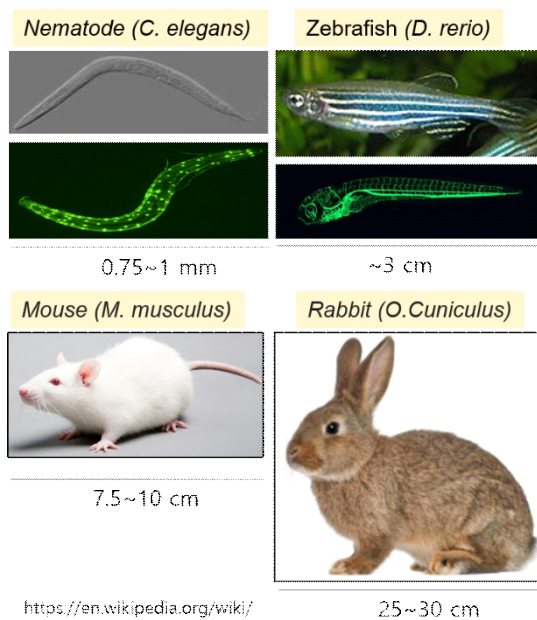 Nematode (C. elegans)
Zebrafish (D. rerio)
0.75~1 mm
~3 cm
Mouse (M. musculus)
Rabbit (O.Cuniculus)
7.5~10 cm
https://en.wikipedia.org/wiki/
25~30 cm